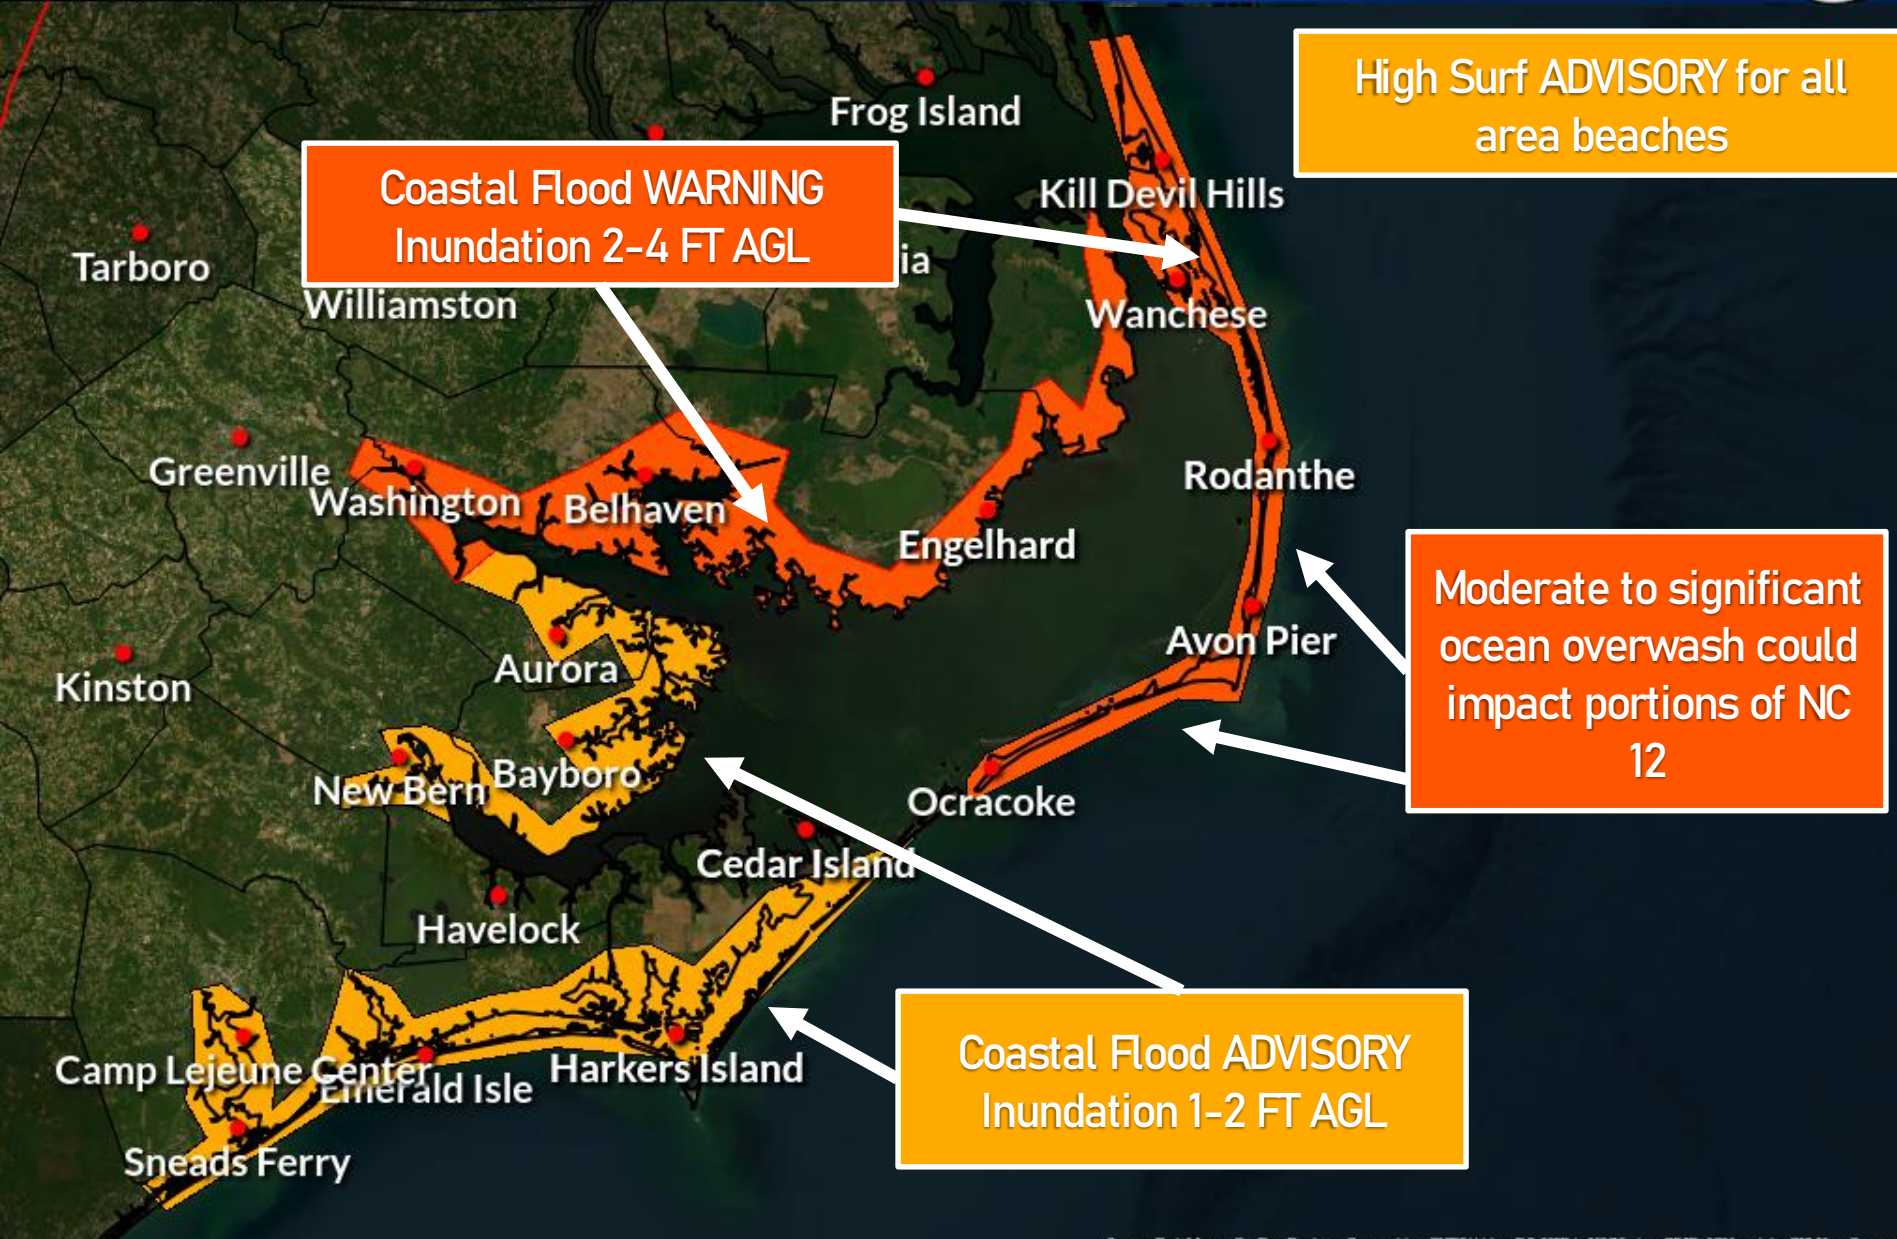 High Surf ADVISORY for all
area beaches
Frog Island
Coastal Flood WARNING
Inundation 2-4 FT AGL
Kill Devil Hills
Tarboro
ia
Williamston
Wanchese
Greenville
Washington
Belhaven
Rodanthe
Engelhard
Moderate to significant
ocean overwash could
impact portions of NC
12
Avon Pier
Aurora
Kinston
Bayboro
New Bern
Ocracoke
Cedar Island
Havelock
Coastal Flood ADVISORY
Inundation 1-2 FT AGL
Camp Lejeune Center
Emerald Isle
Harkers Island
Sneads Ferry